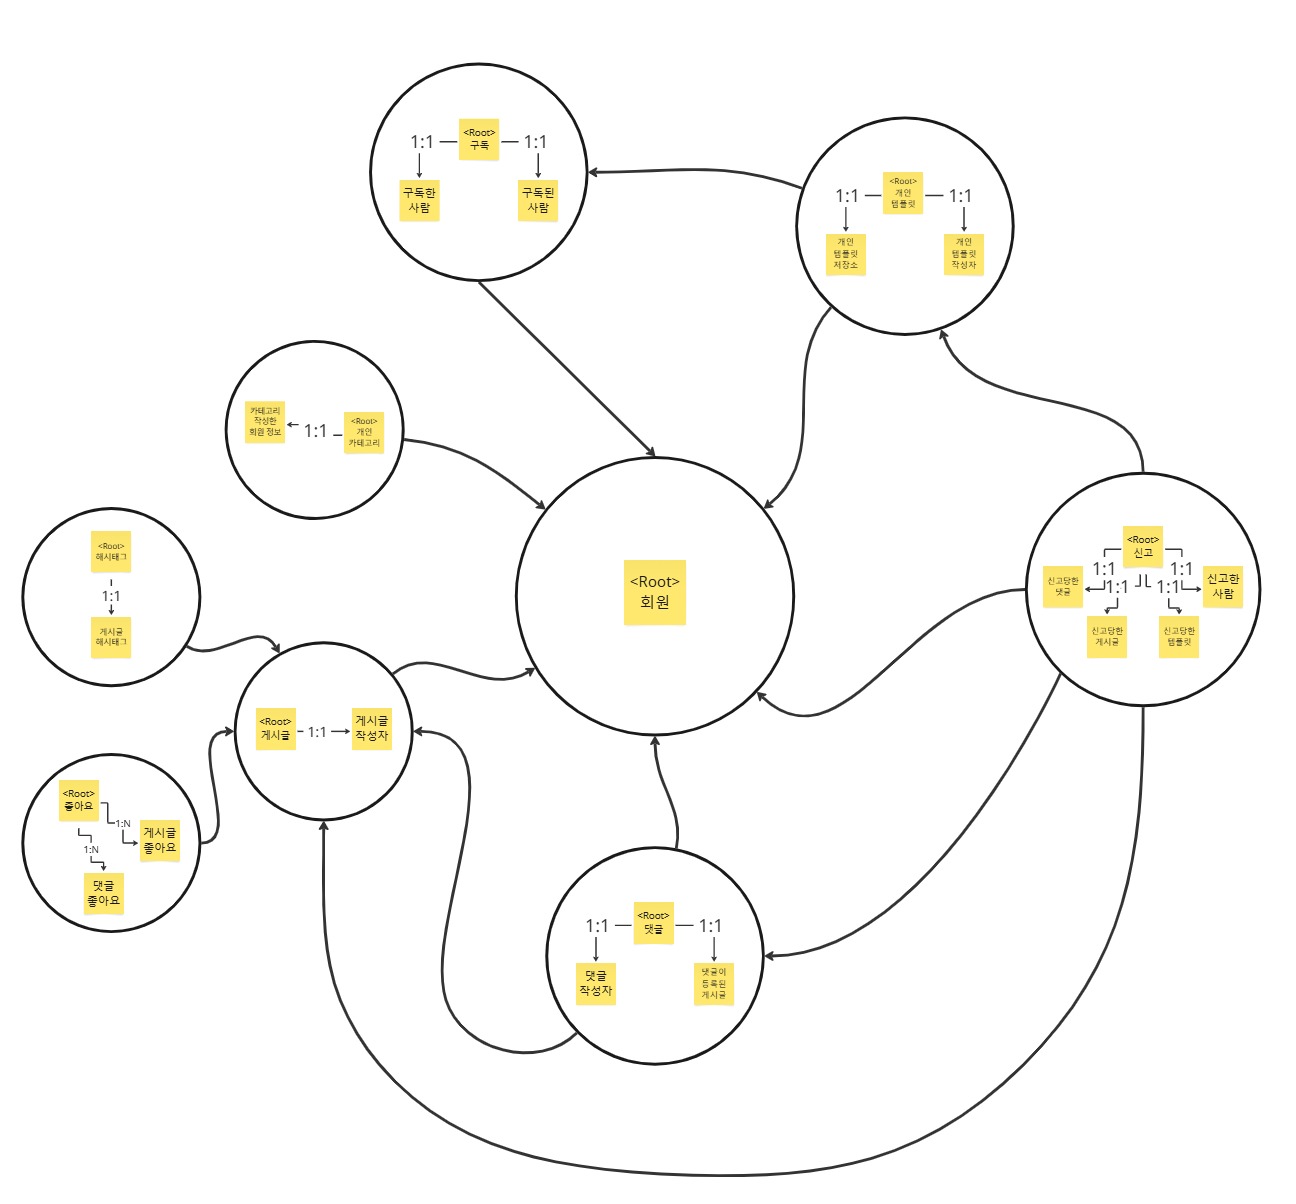 1:1
<Root>
구독
1:1
구독한
사람
구독된
사람
1:1
<Root>
개인
템플릿
1:1
개인
템플릿
저장소
개인
템플릿
작성자
카테고리
작성한
회원 정보
1:1
<Root>
개인
카테고리
<Root>
해시태그
1:1
게시글
해시태그
<Root>
회원
<Root>
신고
1:1
1:1
신고당한
댓글
1:1
1:1
신고한
사람
신고당한
게시글
신고당한
템플릿
<Root>
게시글
1:1
게시글
작성자
<Root>
좋아요
1:N
게시글
좋아요
1:N
댓글
좋아요
1:1
<Root>
댓글
1:1
댓글
작성자
댓글이
등록된
게시글